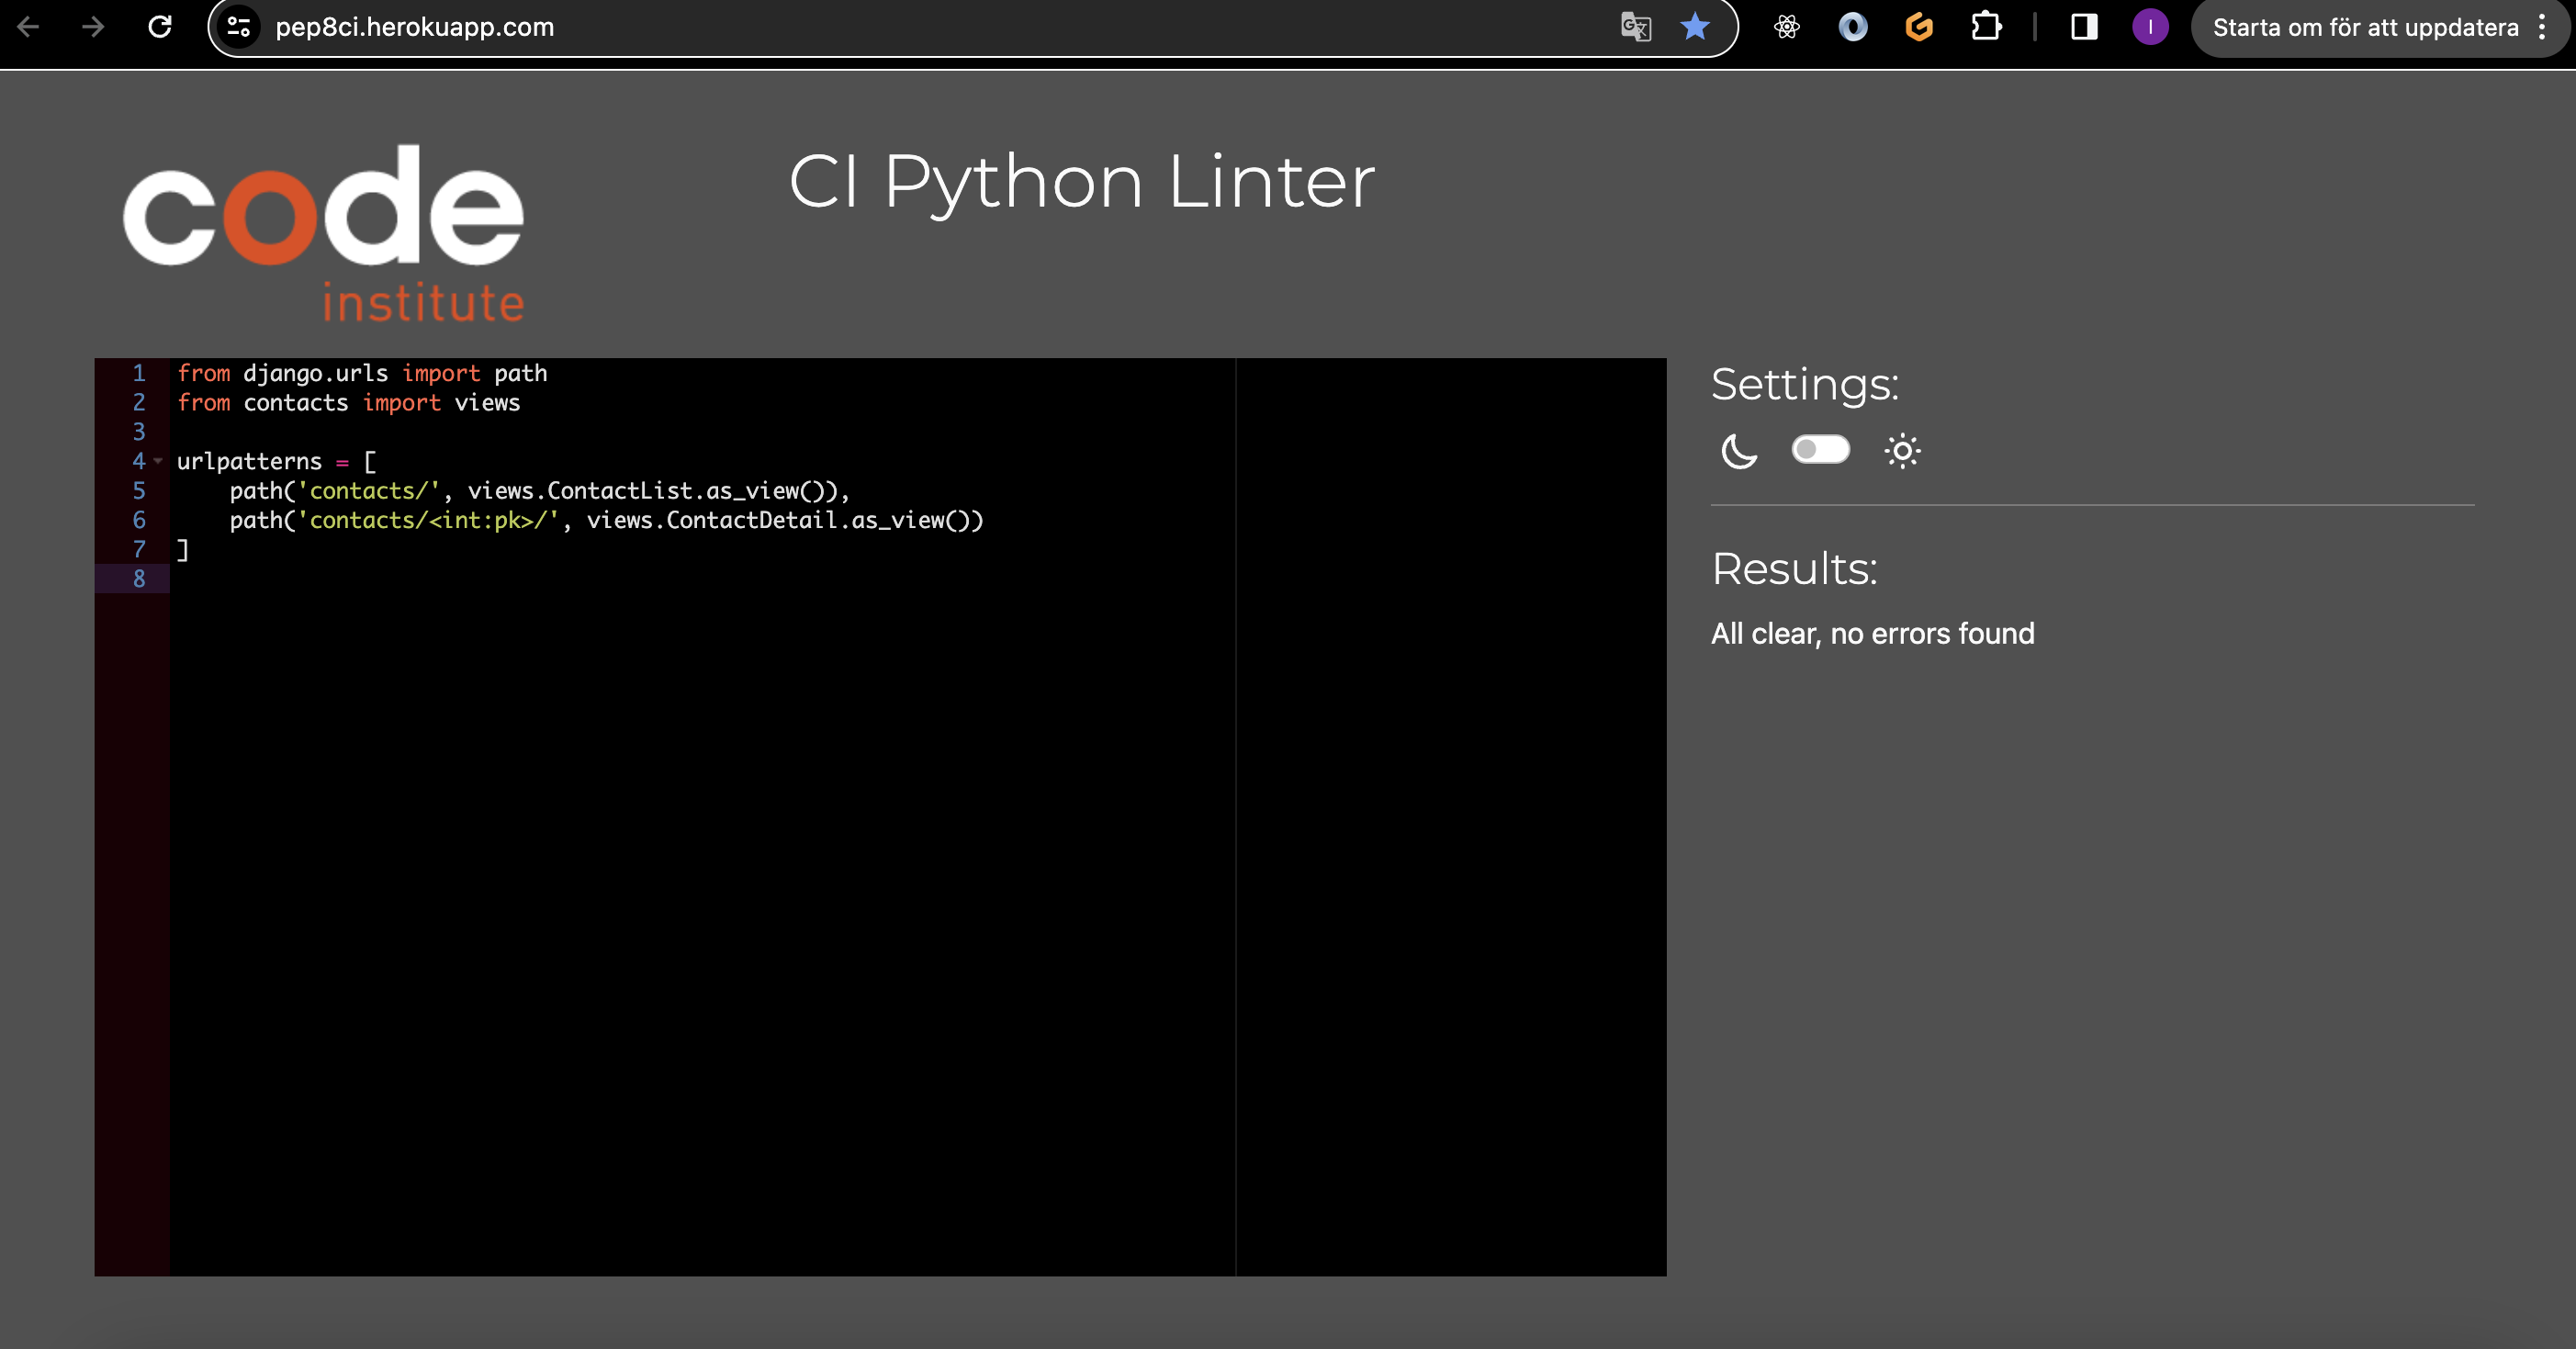 pep8ci.herokuapp.com
I
Starta om för att uppdatera
code
institute
CI Python Linter
1 from django.urls import path
2 from contacts import views
3
4 urlpatterns = [
5     path('contacts/', views.ContactList.as_view()),
6     path('contacts/<int:pk>/', views.ContactDetail.as_view())
7 ]
8
Settings:
Results:
All clear, no errors found